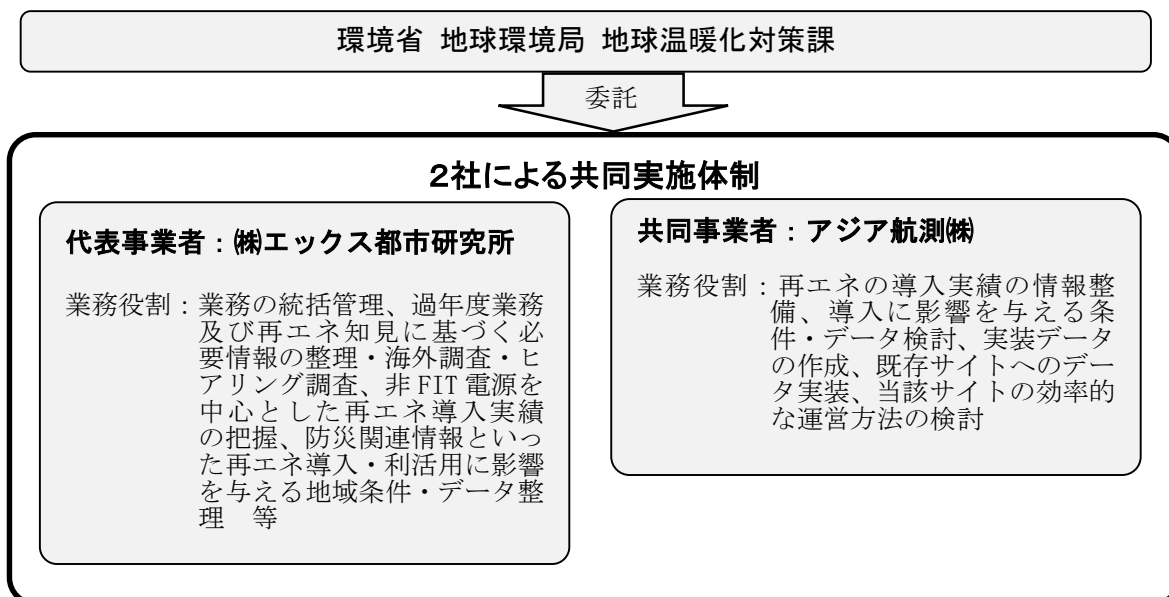 環境省 地球環境局 地球温暖化対策課
委託
2社による共同実施体制
代表事業者:㈱エックス都市研究所
業務役割:業務の統括管理、過年度業務
及び再エネ知見に基づく必
要情報の整理・海外調査・ヒ
アリング調査、非 FIT 電源を
中心とした再エネ導入実績
の把握、防災関連情報といっ
た再エネ導入・利活用に影響
を与える地域条件・データ整
理 等
共同事業者:アジア航測㈱
業務役割:再エネの導入実績の情報整
備、導入に影響を与える条
件・データ検討、実装データ
の作成、既存サイトへのデー
タ実装、当該サイトの効率的
な運営方法の検討